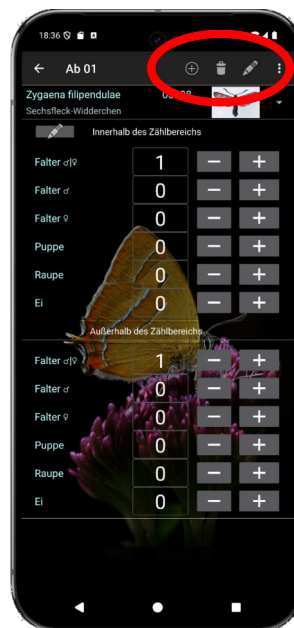 18:36
Ab 01
Zygaena filipendulae
Sechsfleck-Widderchen
Innerhalb des Zählbereichs
Falter ♂|♀ 1 − +
Falter ♂ 0 − +
Falter ♀ 0 − +
Puppe 0 − +
Raupe 0 − +
Ei 0 − +
Außerhalb des Zählbereichs
Falter ♂|♀ 1 − +
Falter ♂ 0 − +
Falter ♀ 0 − +
Puppe 0 − +
Raupe 0 − +
Ei 0 − +